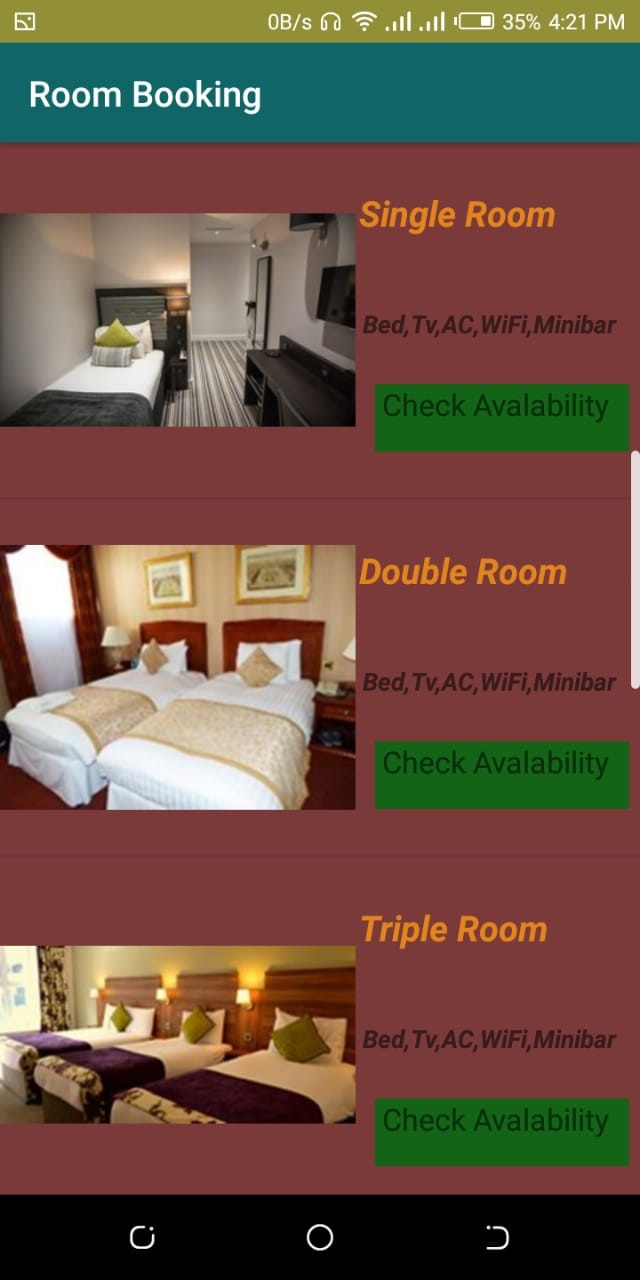 0B/s 35% 4:21 PM
Room Booking
Single Room
Bed,Tv,AC,WiFi,Minibar
Check Avalability
Double Room
Bed,Tv,AC,WiFi,Minibar
Check Avalability
Triple Room
Bed,Tv,AC,WiFi,Minibar
Check Avalability